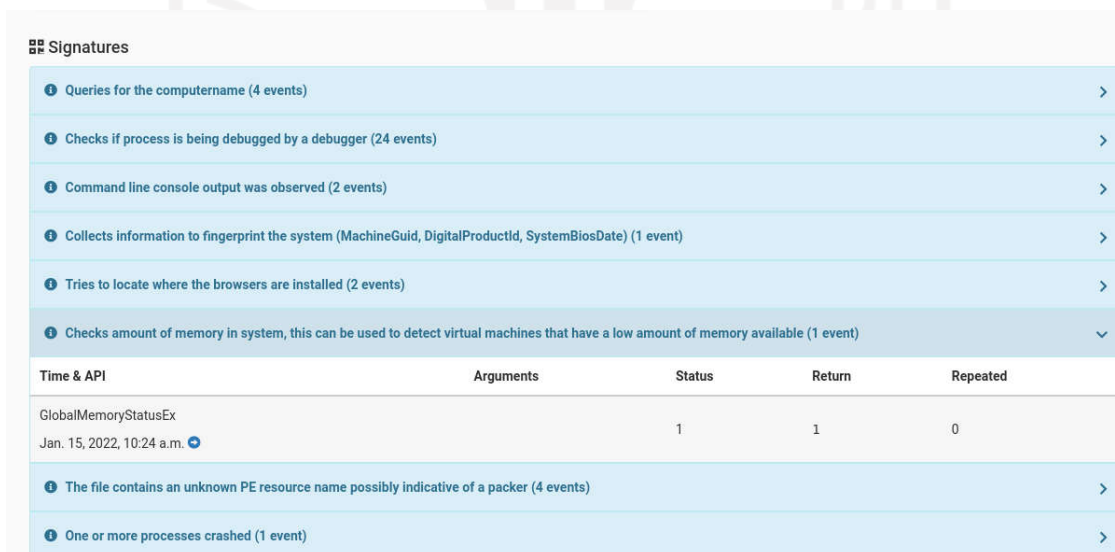 Signatures
Queries for the computername (4 events)
Checks if process is being debugged by a debugger (24 events)
Command line console output was observed (2 events)
Collects information to fingerprint the system (MachineGuid, DigitalProductId, SystemBiosDate) (1 event)
Tries to locate where the browsers are installed (2 events)
Checks amount of memory in system, this can be used to detect virtual machines that have a low amount of memory available (1 event)
Time & API Arguments Status Return Repeated
GlobalMemoryStatusEx
Jan. 15, 2022, 10:24 a.m. 1 1 0
The file contains an unknown PE resource name possibly indicative of a packer (4 events)
One or more processes crashed (1 event)